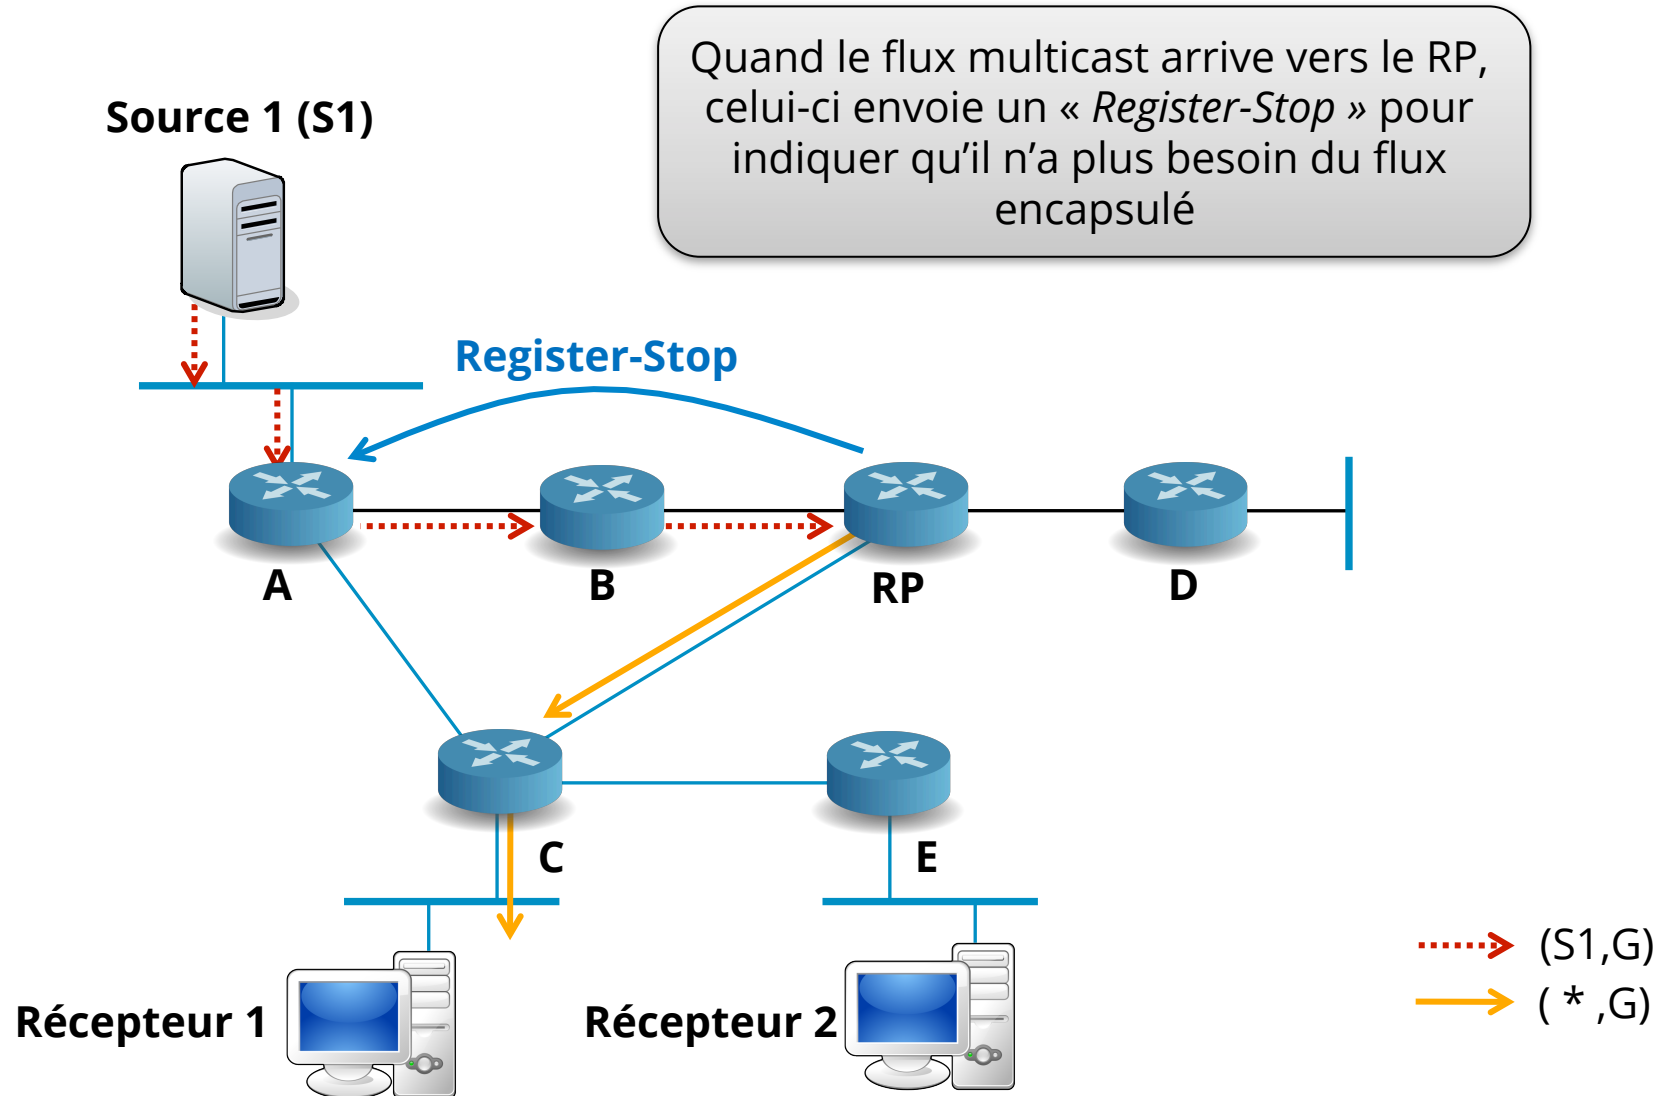 Quand le flux multicast arrive vers le RP,
celui-ci envoie un « Register-Stop » pour
indiquer qu’il n’a plus besoin du flux
encapsulé
Source 1 (S1)
Register-Stop
A
B
RP
D
C
E
Récepteur 1
Récepteur 2
(S1,G)
( * ,G)